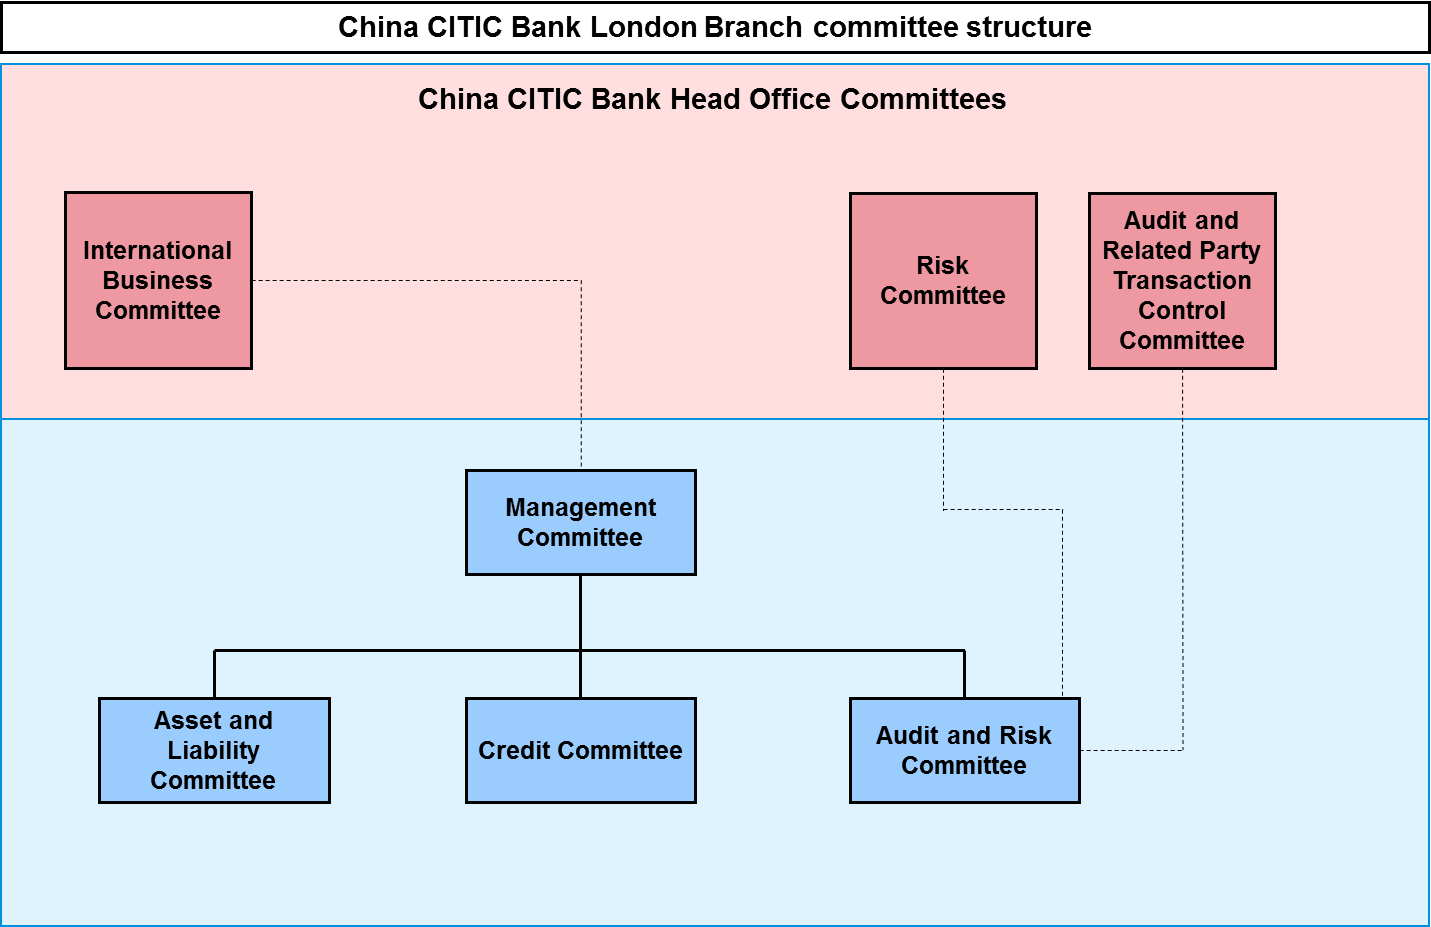 China CITIC Bank London Branch committee structure
China CITIC Bank Head Office Committees
International
Business
Committee
Risk
Committee
Audit and
Related Party
Transaction
Control
Committee
Management
Committee
Asset and
Liability
Committee
Credit Committee
Audit and Risk
Committee